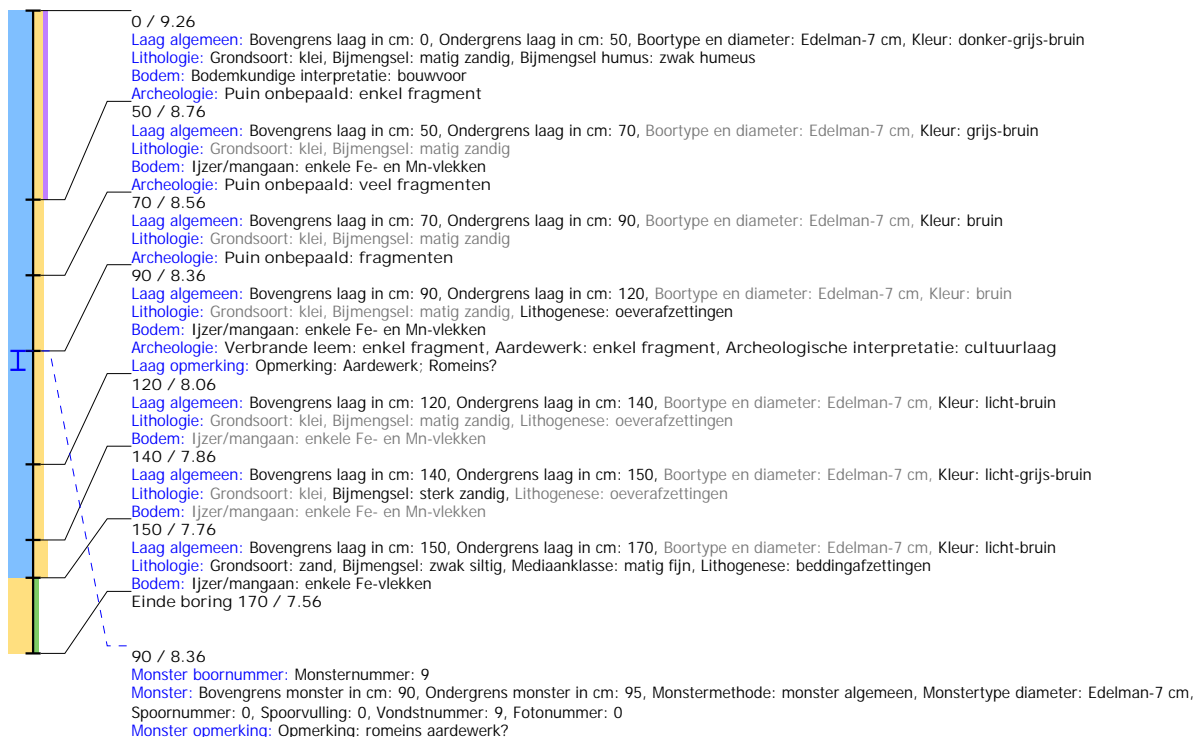 0 / 9.26
Laag algemeen: Bovengrens laag in cm: 0, Ondergrens laag in cm: 50, Boortype en diameter: Edelman-7 cm, Kleur: donker-grijs-bruin
Lithologie: Grondsoort: klei, Bijmengsel: matig zandig, Bijmengsel humus: zwak humeus
Bodem: Bodemkundige interpretatie: bouwvoor
Archeologie: Puin onbepaald: enkel fragment
50 / 8.76
Laag algemeen: Bovengrens laag in cm: 50, Ondergrens laag in cm: 70, Boortype en diameter: Edelman-7 cm, Kleur: grijs-bruin
Lithologie: Grondsoort: klei, Bijmengsel: matig zandig
Bodem: Ijzer/mangaan: enkele Fe- en Mn-vlekken
Archeologie: Puin onbepaald: veel fragmenten
70 / 8.56
Laag algemeen: Bovengrens laag in cm: 70, Ondergrens laag in cm: 90, Boortype en diameter: Edelman-7 cm, Kleur: bruin
Lithologie: Grondsoort: klei, Bijmengsel: matig zandig
Archeologie: Puin onbepaald: fragmenten
90 / 8.36
Laag algemeen: Bovengrens laag in cm: 90, Ondergrens laag in cm: 120, Boortype en diameter: Edelman-7 cm, Kleur: bruin
Lithologie: Grondsoort: klei, Bijmengsel: matig zandig, Lithogenese: oeverafzettingen
Bodem: Ijzer/mangaan: enkele Fe- en Mn-vlekken
Archeologie: Verbrande leem: enkel fragment, Aardewerk: enkel fragment, Archeologische interpretatie: cultuurlaag
Laag opmerking: Opmerking: Aardewerk; Romeins?
120 / 8.06
Laag algemeen: Bovengrens laag in cm: 120, Ondergrens laag in cm: 140, Boortype en diameter: Edelman-7 cm, Kleur: licht-bruin
Lithologie: Grondsoort: klei, Bijmengsel: matig zandig, Lithogenese: oeverafzettingen
Bodem: Ijzer/mangaan: enkele Fe- en Mn-vlekken
140 / 7.86
Laag algemeen: Bovengrens laag in cm: 140, Ondergrens laag in cm: 150, Boortype en diameter: Edelman-7 cm, Kleur: licht-grijs-bruin
Lithologie: Grondsoort: klei, Bijmengsel: sterk zandig, Lithogenese: oeverafzettingen
Bodem: Ijzer/mangaan: enkele Fe- en Mn-vlekken
150 / 7.76
Laag algemeen: Bovengrens laag in cm: 150, Ondergrens laag in cm: 170, Boortype en diameter: Edelman-7 cm, Kleur: licht-bruin
Lithologie: Grondsoort: zand, Bijmengsel: zwak siltig, Mediaanklasse: matig fijn, Lithogenese: beddingafzettingen
Bodem: Ijzer/mangaan: enkele Fe-vlekken
Einde boring 170 / 7.56
90 / 8.36
Monster boornummer: Monsternummer: 9
Monster: Bovengrens monster in cm: 90, Ondergrens monster in cm: 95, Monstermethode: monster algemeen, Monstertype diameter: Edelman-7 cm,
Spoornummer: 0, Spoorvulling: 0, Vondstnummer: 9, Fotonummer: 0
Monster opmerking: Opmerking: romeins aardewerk?